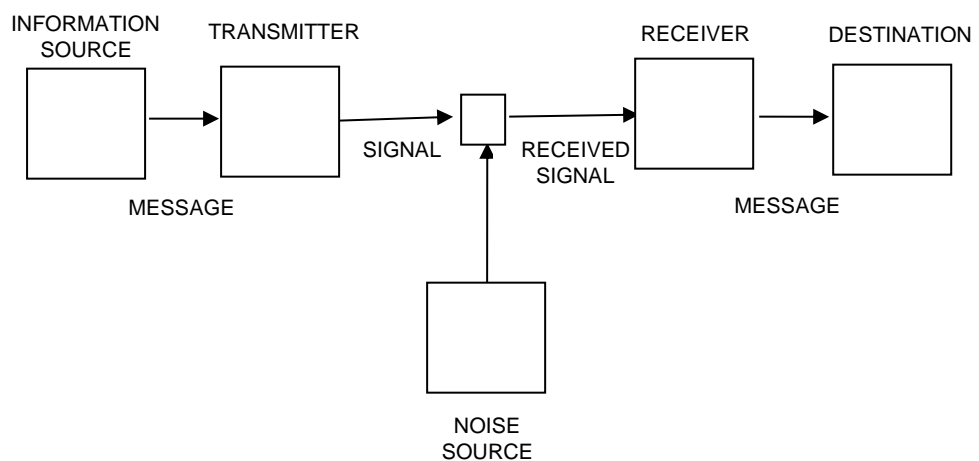 INFORMATION
SOURCE
TRANSMITTER
RECEIVER
DESTINATION
SIGNAL
RECEIVED
SIGNAL
MESSAGE
MESSAGE
NOISE
SOURCE